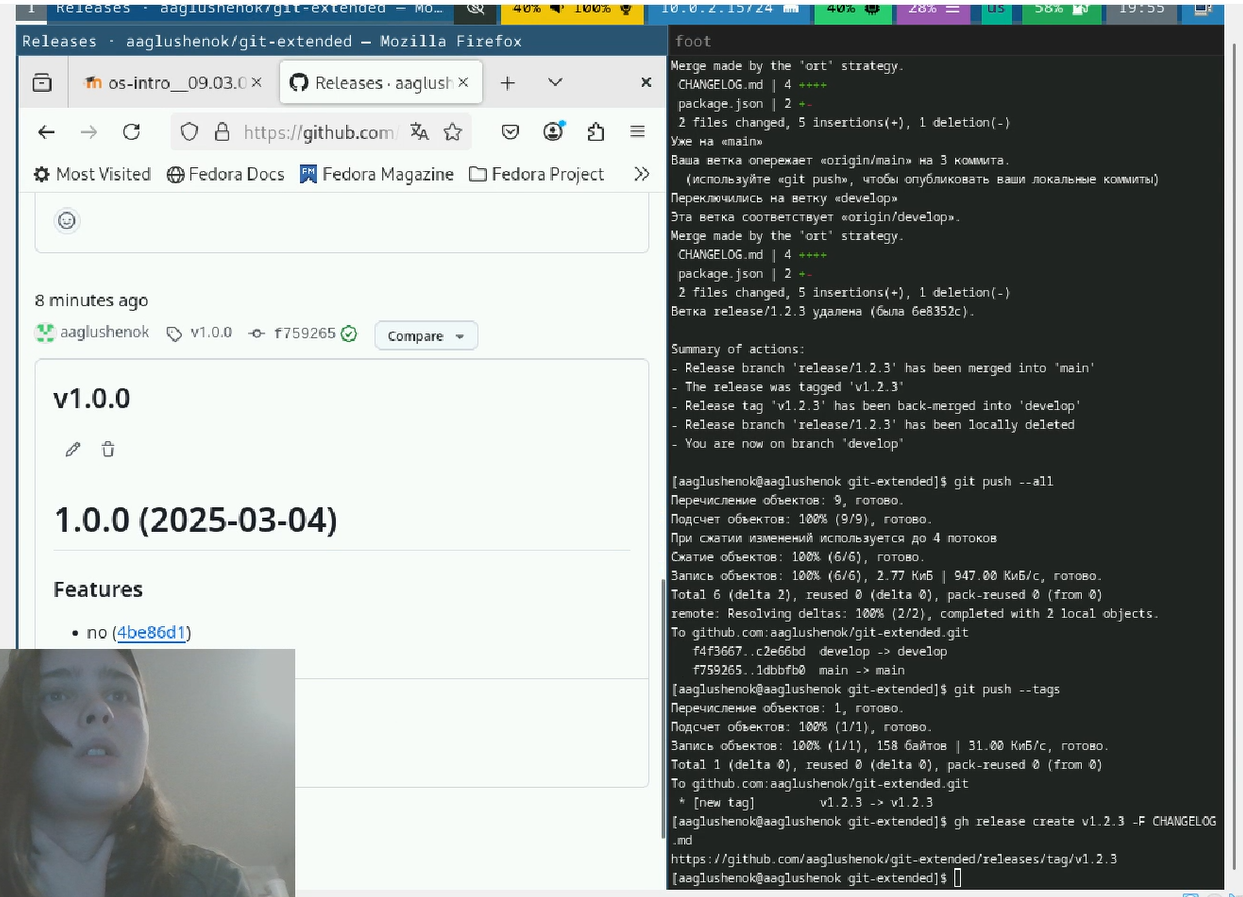 1
Releases · aaglushenok/git-extended — Mo…
40%
100%
10.0.2.15/24
40%
28%
us
58%
19:55
Releases · aaglushenok/git-extended — Mozilla Firefox
os-intro__09.03.0
Releases · aaglush
https://github.com
Most Visited
Fedora Docs
Fedora Magazine
Fedora Project
8 minutes ago
aaglushenok
v1.0.0
f759265
Compare
v1.0.0
1.0.0 (2025-03-04)
Features
• no (4be86d1)
foot
Merge made by the 'ort' strategy.
CHANGELOG.md | 4 ++++
package.json | 2 +-
2 files changed, 5 insertions(+), 1 deletion(-)
Уже на «main»
Ваша ветка опережает «origin/main» на 3 коммита.
(используйте «git push», чтобы опубликовать ваши локальные коммиты)
Переключились на ветку «develop»
Эта ветка соответствует «origin/develop».
Merge made by the 'ort' strategy.
CHANGELOG.md | 4 ++++
package.json | 2 +-
2 files changed, 5 insertions(+), 1 deletion(-)
Ветка release/1.2.3 удалена (была 6e8352c).
Summary of actions:
- Release branch 'release/1.2.3' has been merged into 'main'
- The release was tagged 'v1.2.3'
- Release tag 'v1.2.3' has been back-merged into 'develop'
- Release branch 'release/1.2.3' has been locally deleted
- You are now on branch 'develop'
[aaglushenok@aaglushenok git-extended]$ git push --all
Перечисление объектов: 9, готово.
Подсчет объектов: 100% (9/9), готово.
При сжатии изменений используется до 4 потоков
Сжатие объектов: 100% (6/6), готово.
Запись объектов: 100% (6/6), 2.77 КиБ | 947.00 КиБ/с, готово.
Total 6 (delta 2), reused 0 (delta 0), pack-reused 0 (from 0)
remote: Resolving deltas: 100% (2/2), completed with 2 local objects.
To github.com:aaglushenok/git-extended.git
f4f3667..c2e66bd  develop -> develop
f759265..1dbbfb0  main -> main
[aaglushenok@aaglushenok git-extended]$ git push --tags
Перечисление объектов: 1, готово.
Подсчет объектов: 100% (1/1), готово.
Запись объектов: 100% (1/1), 158 байтов | 31.00 КиБ/с, готово.
Total 1 (delta 0), reused 0 (delta 0), pack-reused 0 (from 0)
To github.com:aaglushenok/git-extended.git
* [new tag]         v1.2.3 -> v1.2.3
[aaglushenok@aaglushenok git-extended]$ gh release create v1.2.3 -F CHANGELOG
.md
https://github.com/aaglushenok/git-extended/releases/tag/v1.2.3
[aaglushenok@aaglushenok git-extended]$